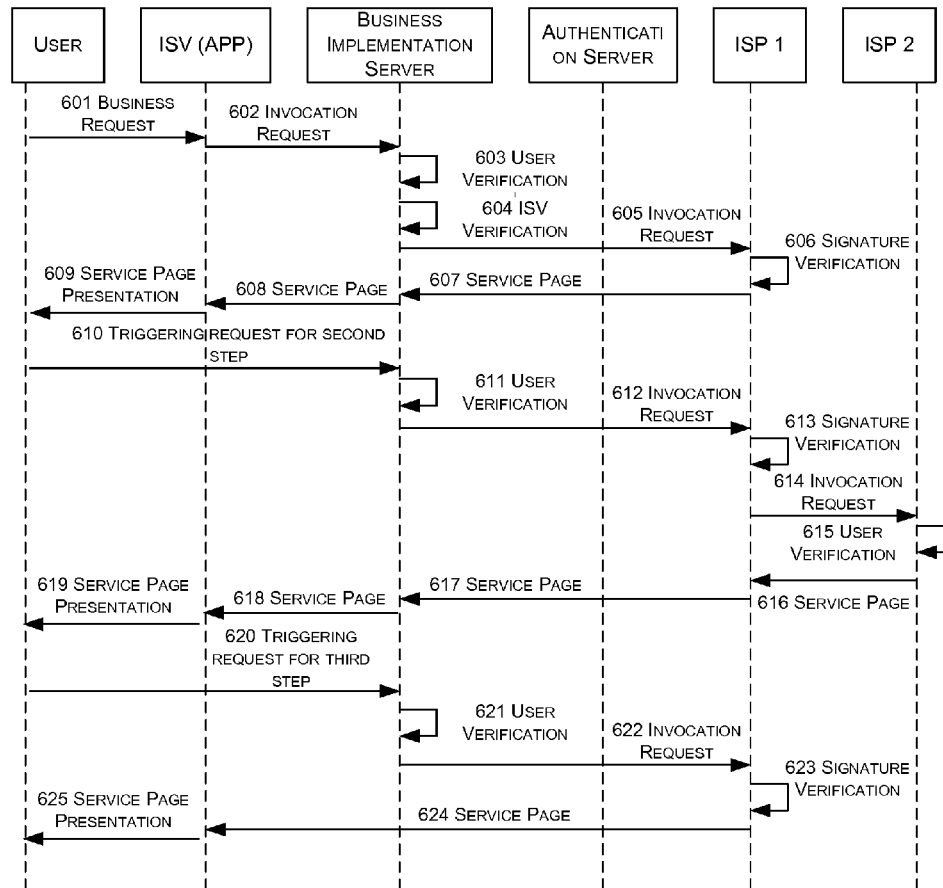 USER
ISV (APP)
BUSINESS
IMPLEMENTATION
SERVER
AUTHENTICATI
ON SERVER
ISP 1
ISP 2
601 BUSINESS
REQUEST
602 INVOCATION
REQUEST
603 USER
VERIFICATION
604 ISV
VERIFICATION
605 INVOCATION
REQUEST
606 SIGNATURE
VERIFICATION
607 SERVICE PAGE
608 SERVICE PAGE
609 SERVICE PAGE
PRESENTATION
610 TRIGGERING REQUEST FOR SECOND
STEP
611 USER
VERIFICATION
612 INVOCATION
REQUEST
613 SIGNATURE
VERIFICATION
614 INVOCATION
REQUEST
615 USER
VERIFICATION
616 SERVICE PAGE
617 SERVICE PAGE
618 SERVICE PAGE
619 SERVICE PAGE
PRESENTATION
620 TRIGGERING
REQUEST FOR THIRD
STEP
621 USER
VERIFICATION
622 INVOCATION
REQUEST
623 SIGNATURE
VERIFICATION
624 SERVICE PAGE
625 SERVICE PAGE
PRESENTATION